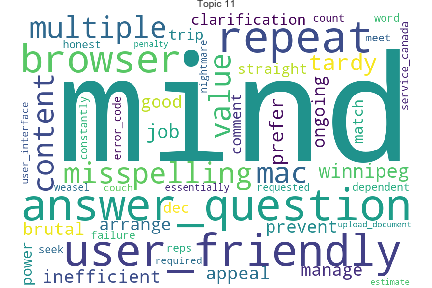 Topic 11
multiple
trip
clarification
count
word
honest
penalty
repeat
meet
browser
nightmare
straight
tardy
service_canada
mind
content
user_interface
constantly
error_code
good
job
value
comment
prefer
ongoing
match
misspelling
mac
winnipeg
weasel
couch
essentially
requested
dependent
answer_question
brutal
dec
arrange
prevent
upload_document
failure
power
seek
reps
required
user_friendly
inefficient
appeal
manage
estimate